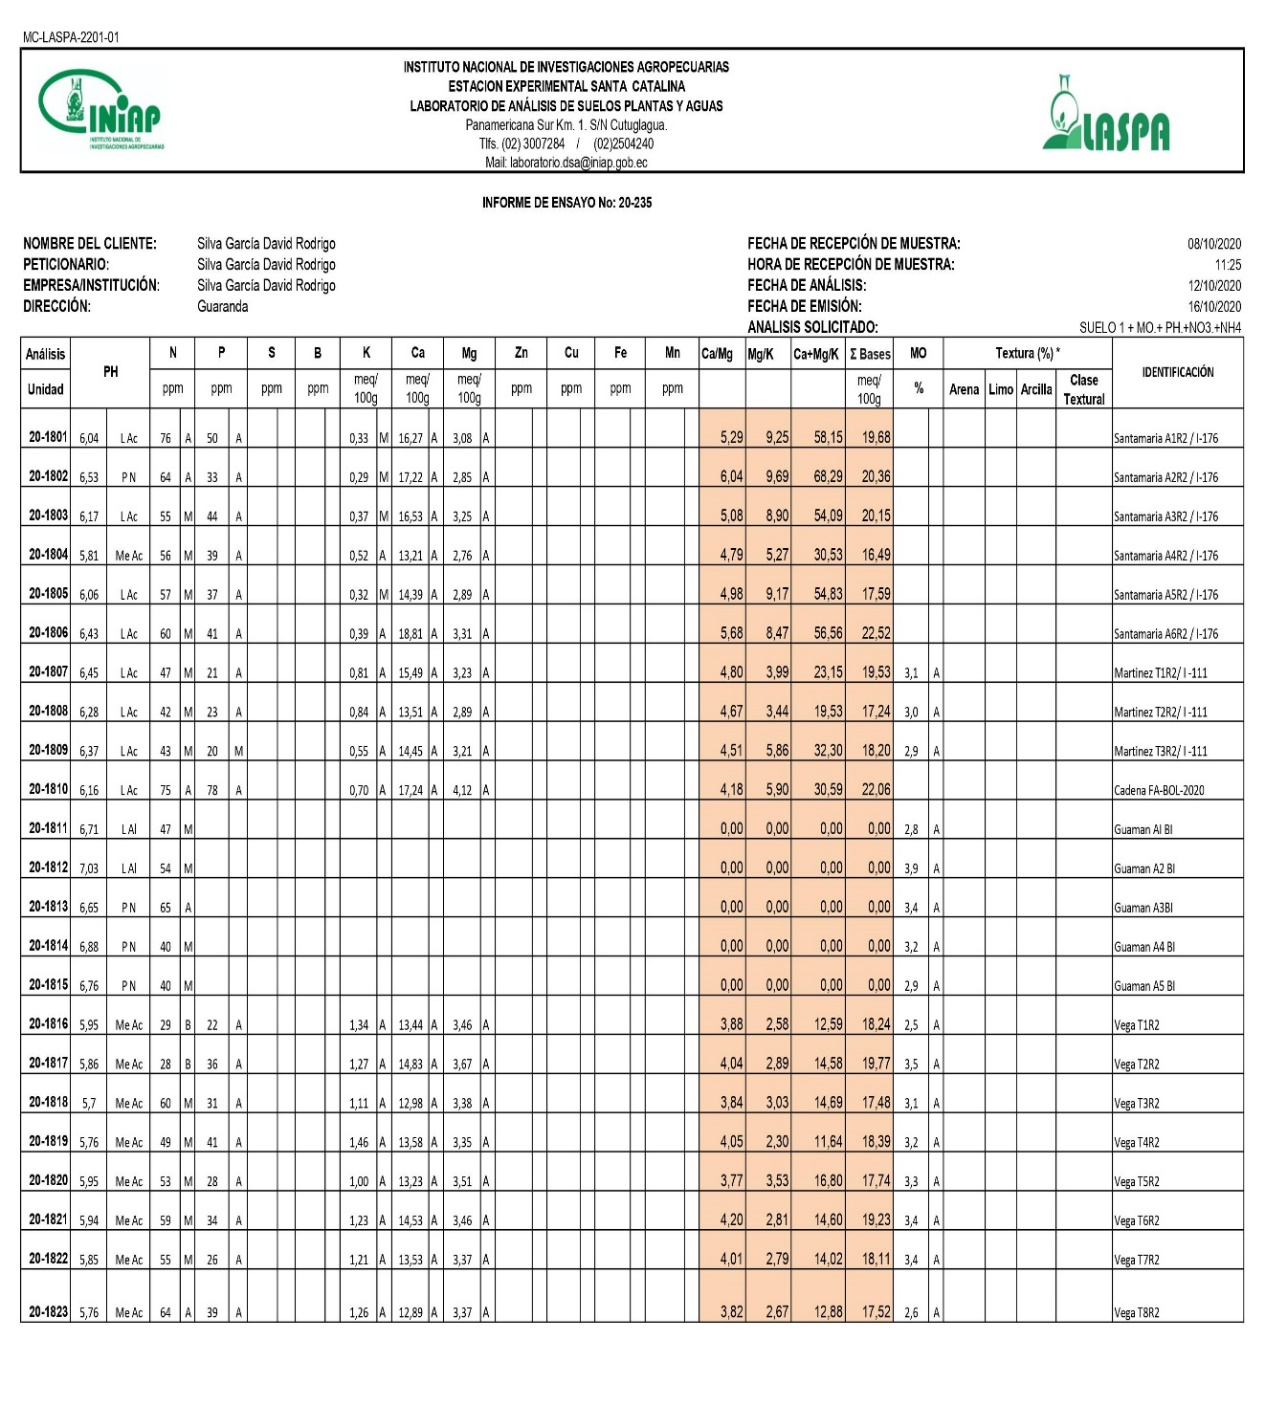 MC-LASPA-2201-01
INIAP
INSTITUTO NACIONAL DE
INVESTIGACIONES AGROPECUARIAS
INSTITUTO NACIONAL DE INVESTIGACIONES AGROPECUARIAS
ESTACION EXPERIMENTAL SANTA CATALINA
LABORATORIO DE ANÁLISIS DE SUELOS PLANTAS Y AGUAS
Panamericana Sur Km. 1. S/N Cutuglagua.
Tlfs. (02) 3007284 / (02)2504240
Mail: laboratorio.dsa@iniap.gob.ec
LASPA
INFORME DE ENSAYO No: 20-235
NOMBRE DEL CLIENTE: Silva García David Rodrigo FECHA DE RECEPCIÓN DE MUESTRA: 08/10/2020
PETICIONARIO: Silva García David Rodrigo HORA DE RECEPCIÓN DE MUESTRA: 11:25
EMPRESA/INSTITUCIÓN: Silva García David Rodrigo FECHA DE ANÁLISIS: 12/10/2020
DIRECCIÓN: Guaranda FECHA DE EMISIÓN: 16/10/2020
ANALISIS SOLICITADO: SUELO 1 + MO.+ PH.+NO3.+NH4
Análisis PH N P S B K Ca Mg Zn Cu Fe Mn Ca/Mg Mg/K Ca+Mg/K Σ Bases MO Textura (%) * IDENTIFICACIÓN
Unidad ppm ppm ppm ppm meq/100g meq/100g meq/100g ppm ppm ppm ppm meq/100g % Arena Limo Arcilla Clase Textural
20-1801 6,04 L Ac 76 A 50 A 0,33 M 16,27 A 3,08 A 5,29 9,25 58,15 19,68 Santamaria A1R2 / I-176
20-1802 6,53 P N 64 A 33 A 0,29 M 17,22 A 2,85 A 6,04 9,69 68,29 20,36 Santamaria A2R2 / I-176
20-1803 6,17 L Ac 55 M 44 A 0,37 M 16,53 A 3,25 A 5,08 8,90 54,09 20,15 Santamaria A3R2 / I-176
20-1804 5,81 Me Ac 56 M 39 A 0,52 A 13,21 A 2,76 A 4,79 5,27 30,53 16,49 Santamaria A4R2 / I-176
20-1805 6,06 L Ac 57 M 37 A 0,32 M 14,39 A 2,89 A 4,98 9,17 54,83 17,59 Santamaria A5R2 / I-176
20-1806 6,43 L Ac 60 M 41 A 0,39 A 18,81 A 3,31 A 5,68 8,47 56,56 22,52 Santamaria A6R2 / I-176
20-1807 6,45 L Ac 47 M 21 A 0,81 A 15,49 A 3,23 A 4,80 3,99 23,15 19,53 3,1 A Martinez T1R2/ I -111
20-1808 6,28 L Ac 42 M 23 A 0,84 A 13,51 A 2,89 A 4,67 3,44 19,53 17,24 3,0 A Martinez T2R2/ I -111
20-1809 6,37 L Ac 43 M 20 M 0,55 A 14,45 A 3,21 A 4,51 5,86 32,30 18,20 2,9 A Martinez T3R2/ I -111
20-1810 6,16 L Ac 75 A 78 A 0,70 A 17,24 A 4,12 A 4,18 5,90 30,59 22,06 Cadena FA-BOL-2020
20-1811 6,71 L Al 47 M 0,00 0,00 0,00 0,00 2,8 A Guaman AI BI
20-1812 7,03 L Al 54 M 0,00 0,00 0,00 0,00 3,9 A Guaman A2 BI
20-1813 6,65 P N 65 A 0,00 0,00 0,00 0,00 3,4 A Guaman A3BI
20-1814 6,88 P N 40 M 0,00 0,00 0,00 0,00 3,2 A Guaman A4 BI
20-1815 6,76 P N 40 M 0,00 0,00 0,00 0,00 2,9 A Guaman A5 BI
20-1816 5,95 Me Ac 29 B 22 A 1,34 A 13,44 A 3,46 A 3,88 2,58 12,59 18,24 2,5 A Vega T1R2
20-1817 5,86 Me Ac 28 B 36 A 1,27 A 14,83 A 3,67 A 4,04 2,89 14,58 19,77 3,5 A Vega T2R2
20-1818 5,7 Me Ac 60 M 31 A 1,11 A 12,98 A 3,38 A 3,84 3,03 14,69 17,48 3,1 A Vega T3R2
20-1819 5,76 Me Ac 49 M 41 A 1,46 A 13,58 A 3,35 A 4,05 2,30 11,64 18,39 3,2 A Vega T4R2
20-1820 5,95 Me Ac 53 M 28 A 1,00 A 13,23 A 3,51 A 3,77 3,53 16,80 17,74 3,3 A Vega T5R2
20-1821 5,94 Me Ac 59 M 34 A 1,23 A 14,53 A 3,46 A 4,20 2,81 14,60 19,23 3,4 A Vega T6R2
20-1822 5,85 Me Ac 55 M 26 A 1,21 A 13,53 A 3,37 A 4,01 2,79 14,02 18,11 3,4 A Vega T7R2
20-1823 5,76 Me Ac 64 A 39 A 1,26 A 12,89 A 3,37 A 3,82 2,67 12,88 17,52 2,6 A Vega T8R2